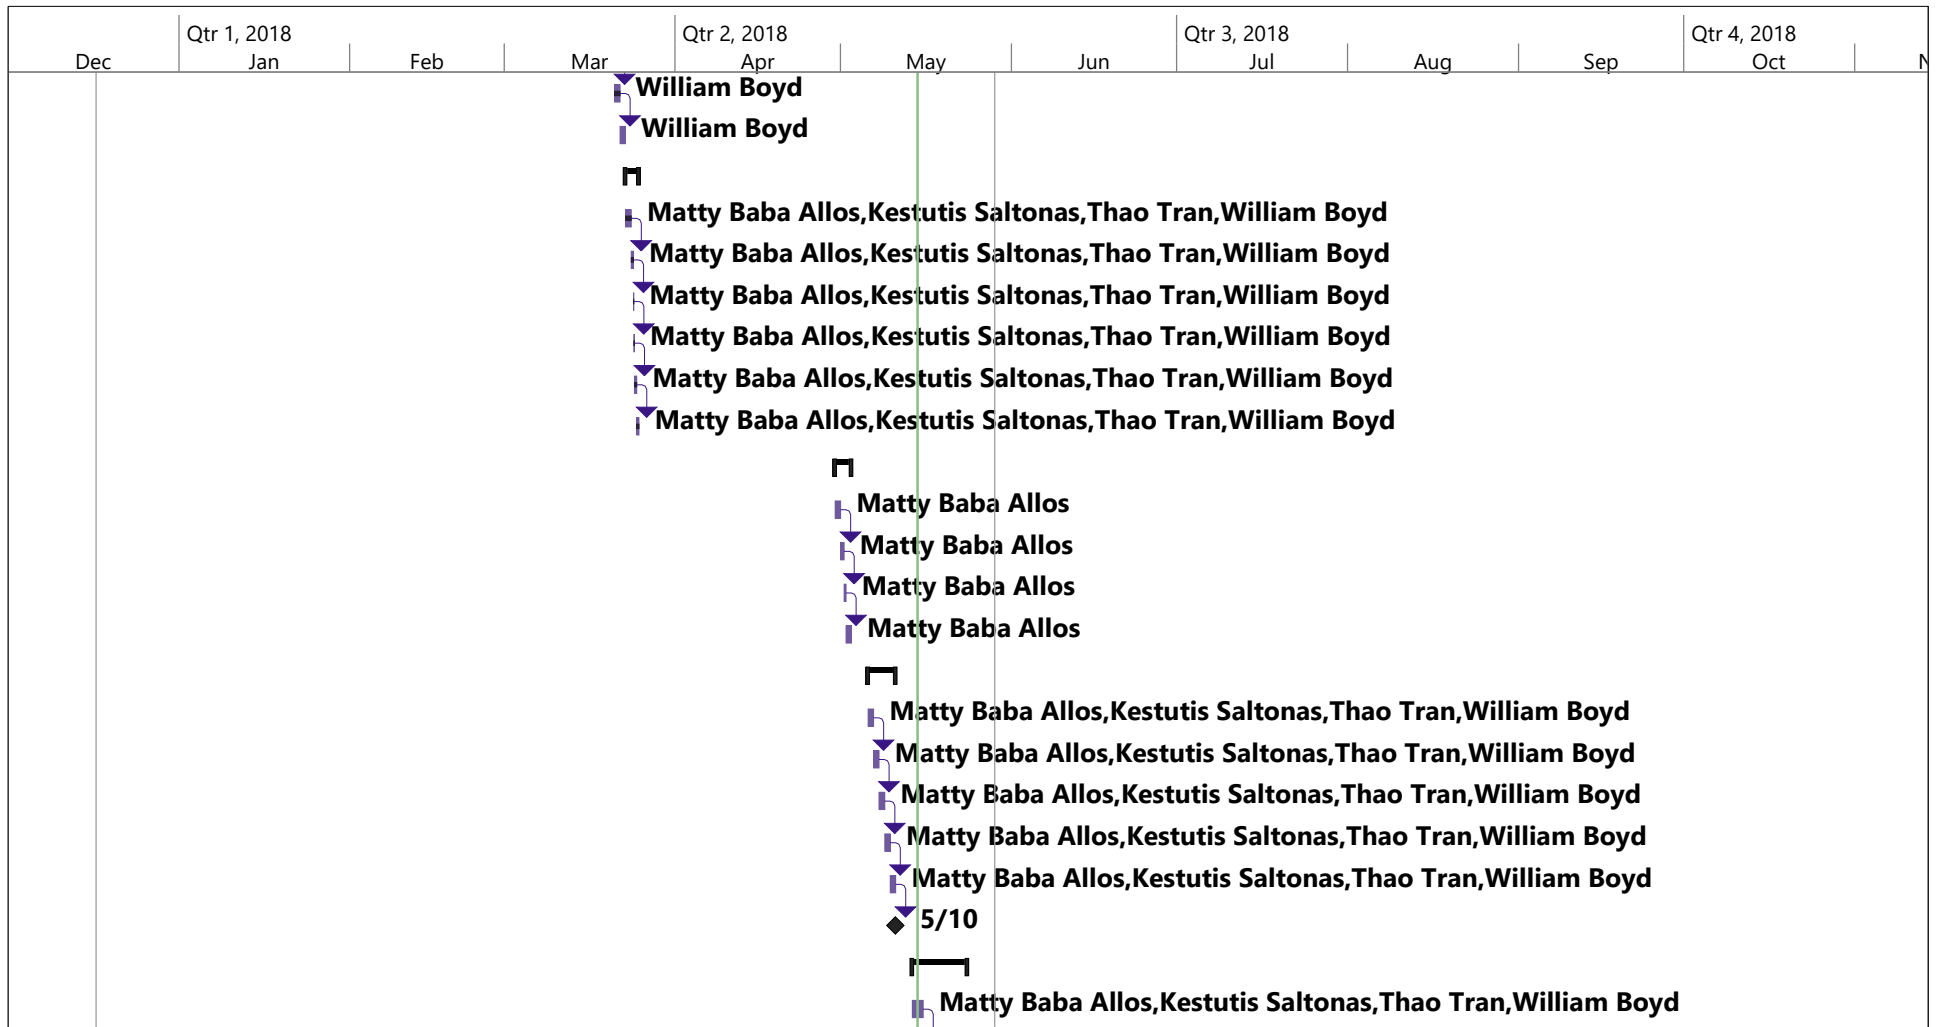 Qtr 1, 2018 Qtr 2, 2018 Qtr 3, 2018 Qtr 4, 2018
Dec Jan Feb Mar Apr May Jun Jul Aug Sep Oct N
William Boyd
William Boyd
Matty Baba Allos,Kestutis Saltonas,Thao Tran,William Boyd
Matty Baba Allos,Kestutis Saltonas,Thao Tran,William Boyd
Matty Baba Allos,Kestutis Saltonas,Thao Tran,William Boyd
Matty Baba Allos,Kestutis Saltonas,Thao Tran,William Boyd
Matty Baba Allos,Kestutis Saltonas,Thao Tran,William Boyd
Matty Baba Allos,Kestutis Saltonas,Thao Tran,William Boyd
Matty Baba Allos
Matty Baba Allos
Matty Baba Allos
Matty Baba Allos
Matty Baba Allos,Kestutis Saltonas,Thao Tran,William Boyd
Matty Baba Allos,Kestutis Saltonas,Thao Tran,William Boyd
Matty Baba Allos,Kestutis Saltonas,Thao Tran,William Boyd
Matty Baba Allos,Kestutis Saltonas,Thao Tran,William Boyd
Matty Baba Allos,Kestutis Saltonas,Thao Tran,William Boyd
5/10
Matty Baba Allos,Kestutis Saltonas,Thao Tran,William Boyd